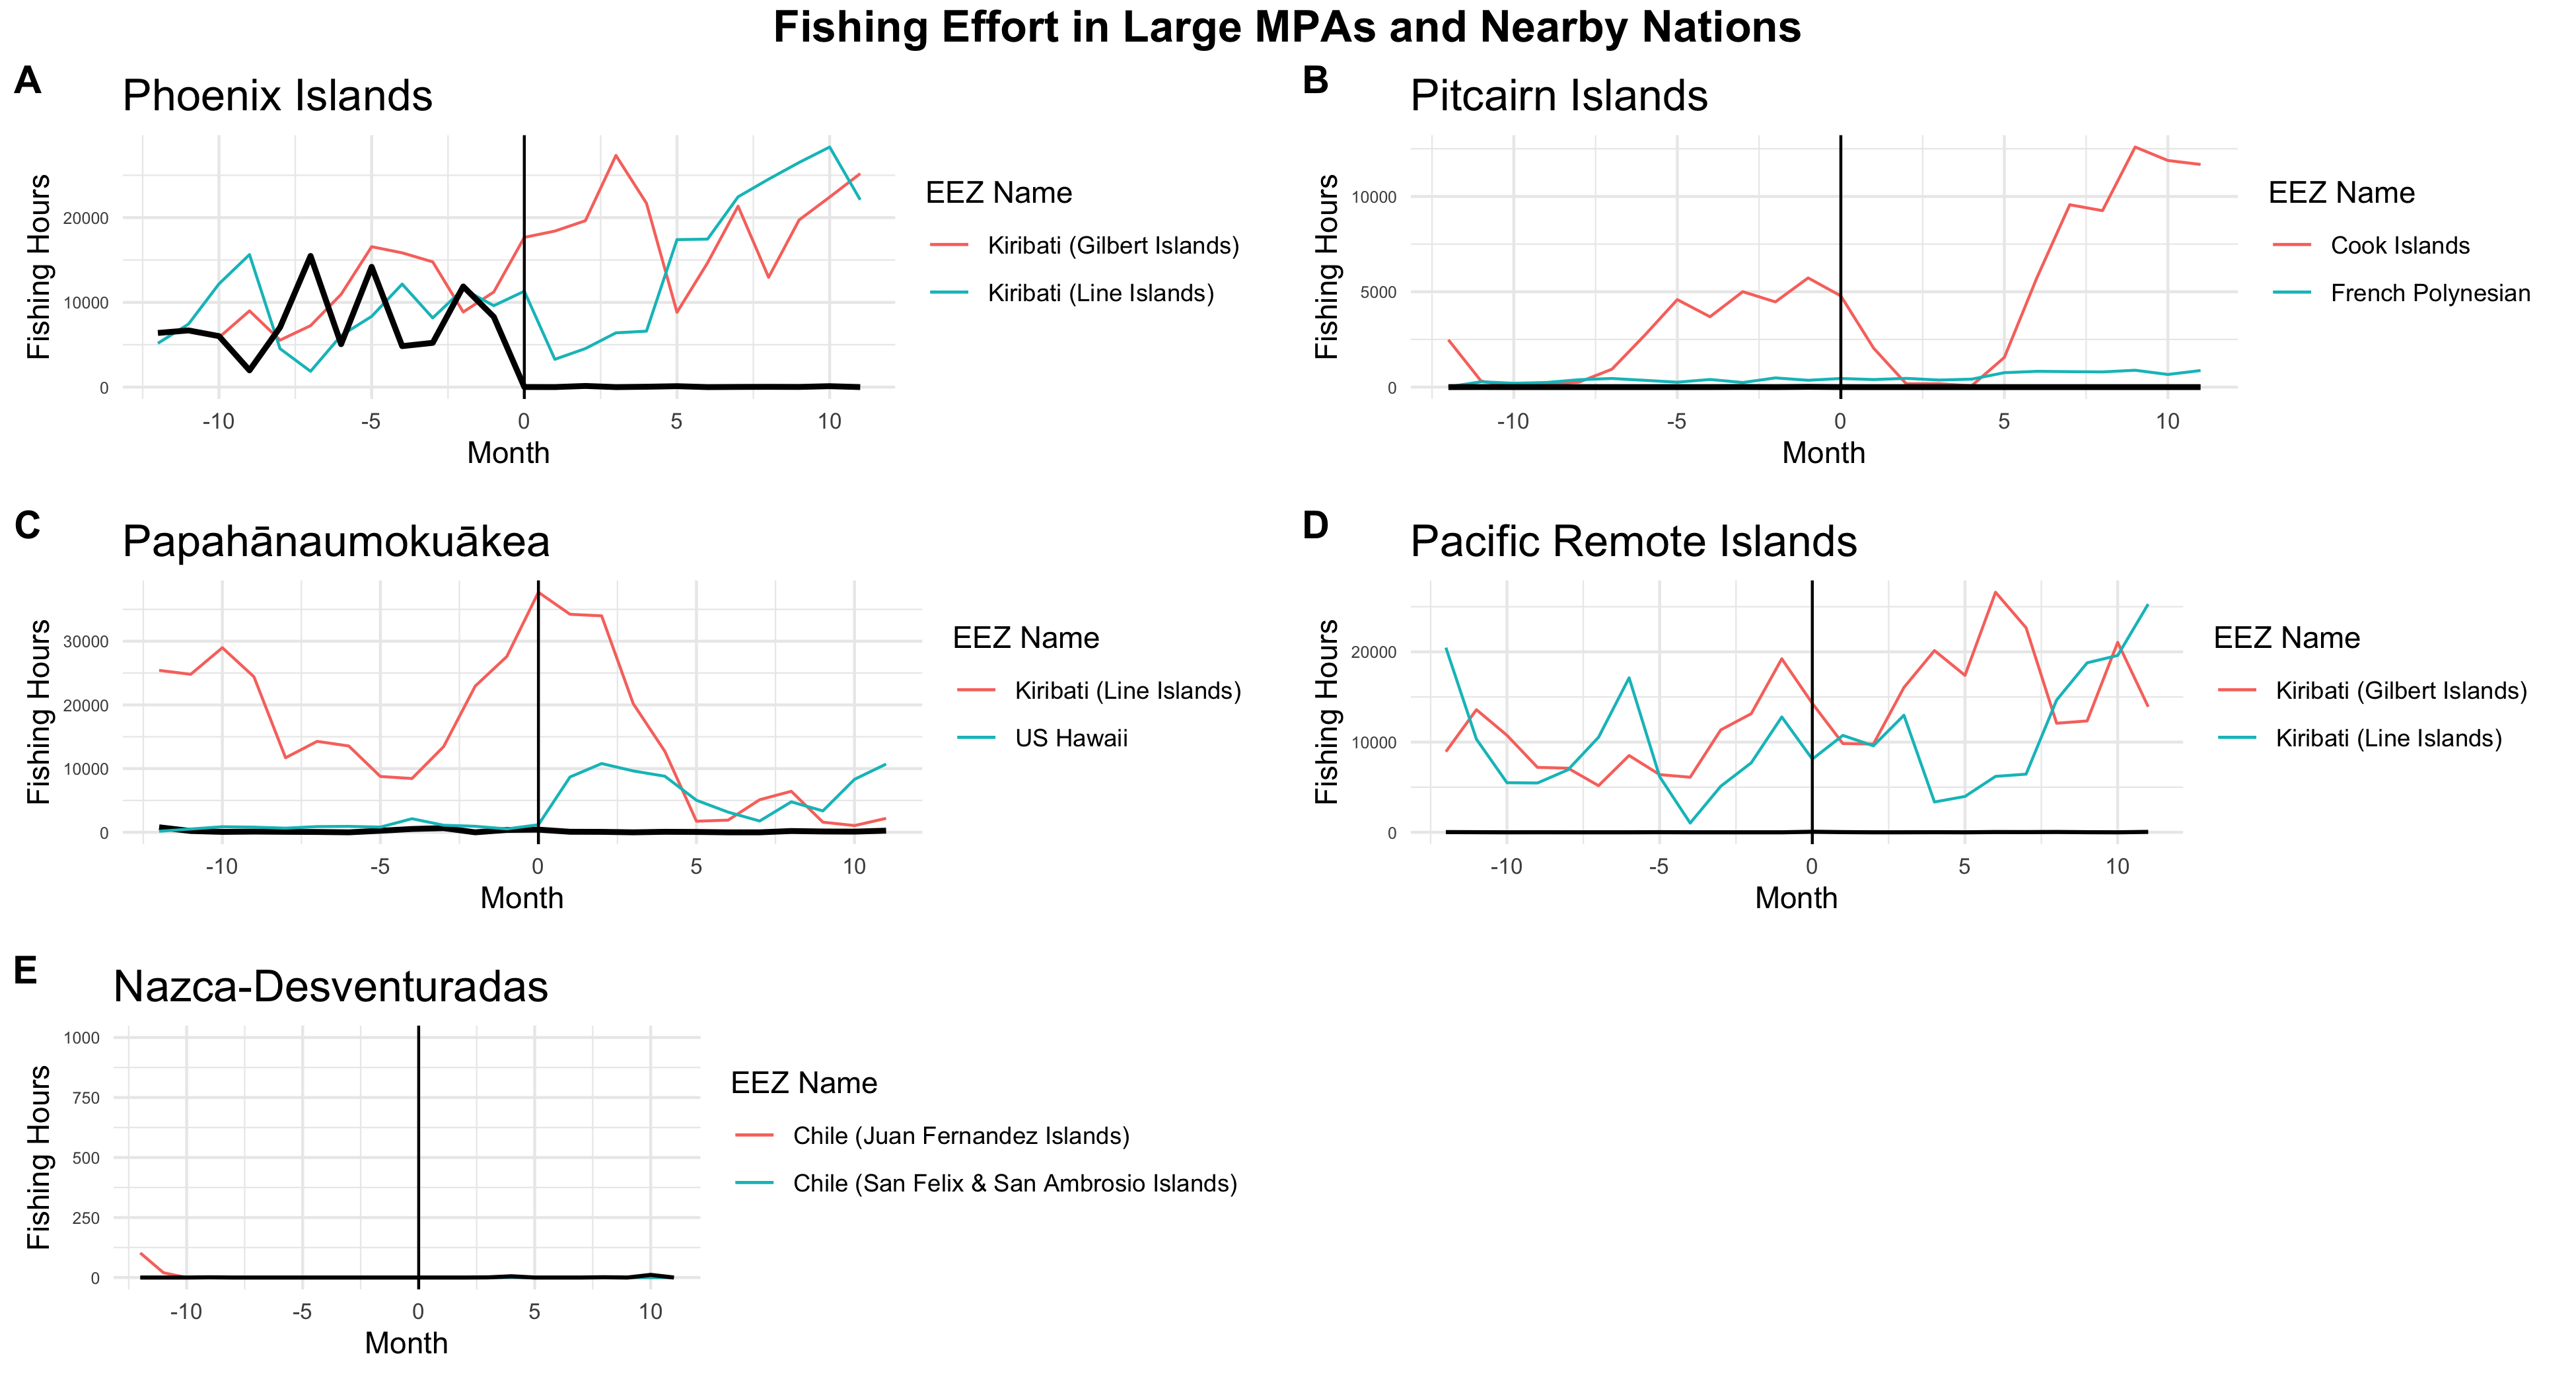 Fishing Effort in Large MPAs and Nearby Nations
A
Phoenix Islands
Fishing Hours
20000
10000
0
-10
-5
0
5
10
Month
EEZ Name
Kiribati (Gilbert Islands)
Kiribati (Line Islands)
B
Pitcairn Islands
Fishing Hours
10000
5000
0
-10
-5
0
5
10
Month
EEZ Name
Cook Islands
French Polynesian
C
Papahānaumokuākea
Fishing Hours
30000
20000
10000
0
-10
-5
0
5
10
Month
EEZ Name
Kiribati (Line Islands)
US Hawaii
D
Pacific Remote Islands
Fishing Hours
20000
10000
0
-10
-5
0
5
10
Month
EEZ Name
Kiribati (Gilbert Islands)
Kiribati (Line Islands)
E
Nazca-Desventuradas
Fishing Hours
1000
750
500
250
0
-10
-5
0
5
10
Month
EEZ Name
Chile (Juan Fernandez Islands)
Chile (San Felix & San Ambrosio Islands)